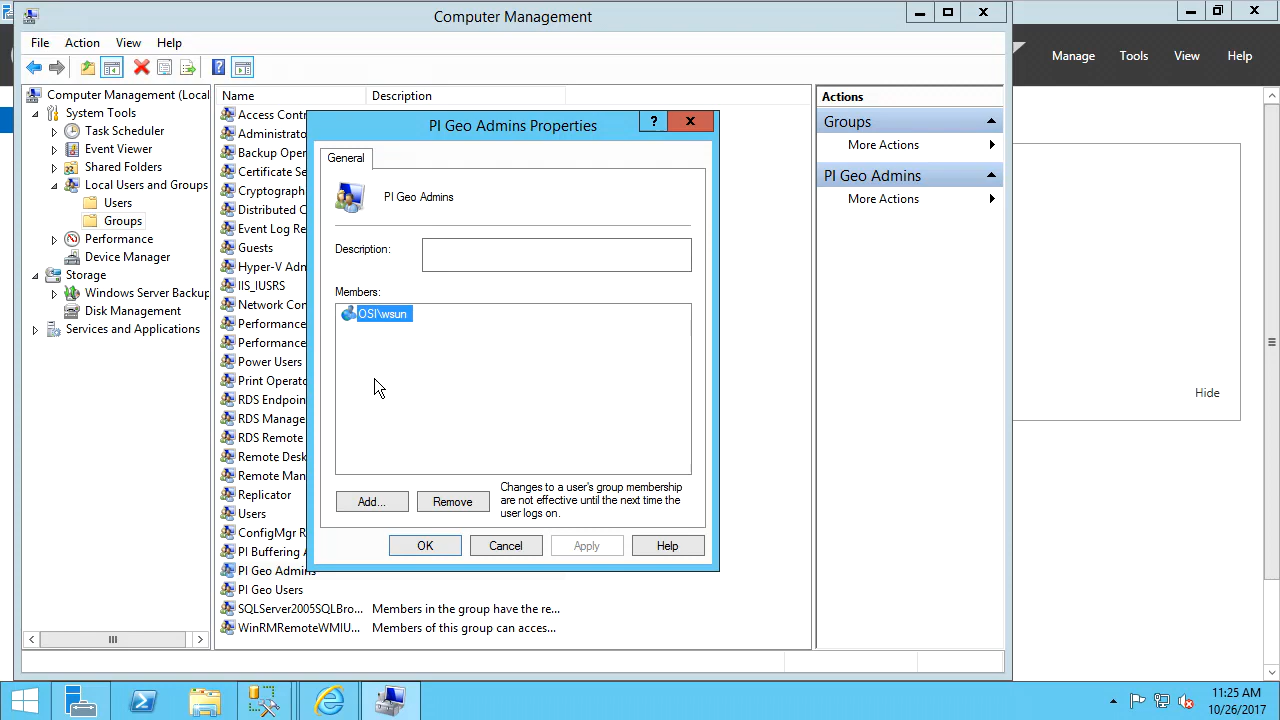 Computer Management
File Action View Help
Manage Tools View Help
Computer Management (Local
System Tools
Task Scheduler
Event Viewer
Shared Folders
Local Users and Groups
Users
Groups
Performance
Device Manager
Storage
Windows Server Backup
Disk Management
Services and Applications
Name Description
Access Cont
Administrato
Backup Oper
Certificate Se
Cryptograph
Distributed C
Event Log Re
Guests
Hyper-V Adm
IIS_IUSRS
Network Con
Performance
Performance
Power Users
Print Operato
RDS Endpoin
RDS Manage
RDS Remote
Remote Desk
Remote Man
Replicator
Users
ConfigMgr R
PI Buffering A
PI Geo Admins
PI Geo Users
SQLServer2005SQLBro... Members in the group have the re...
WinRMRemoteWMIU... Members of this group can acces...
PI Geo Admins Properties
?
General
PI Geo Admins
Description:
Members:
OSI\wsun
Add... Remove
Changes to a user's group membership
are not effective until the next time the
user logs on.
OK Cancel Apply Help
Actions
Groups
More Actions
PI Geo Admins
More Actions
Hide
11:25 AM
10/26/2017